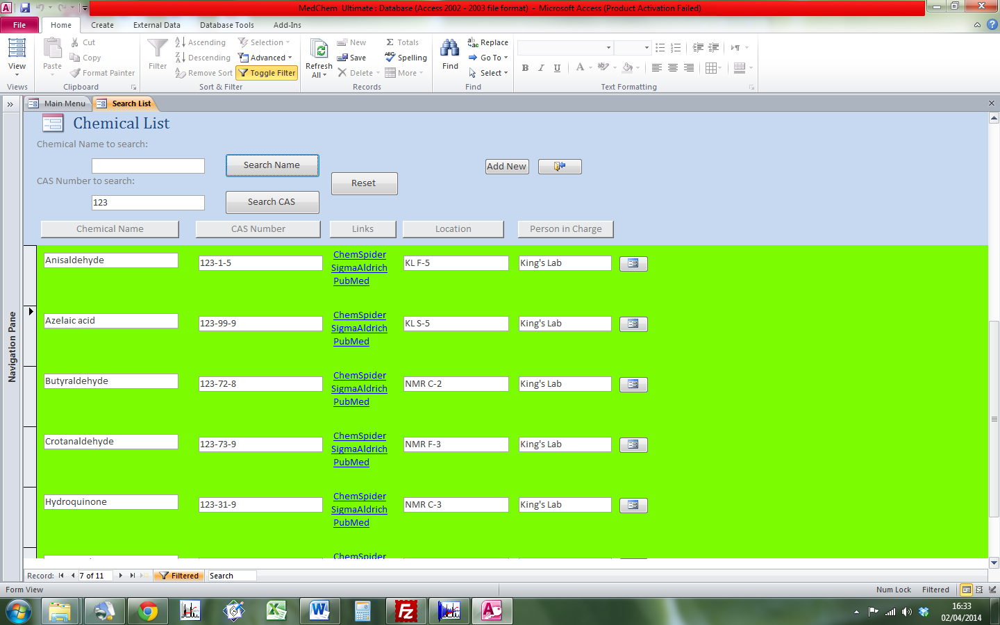 MedChem Ultimate : Database (Access 2002 - 2003 file format) - Microsoft Access (Product Activation Failed)
File Home Create External Data Database Tools Add-Ins
View
Views
Paste
Cut
Copy
Format Painter
Clipboard
Filter
Ascending
Descending
Remove Sort
Selection
Advanced
Toggle Filter
Sort & Filter
Refresh
All
New
Save
Delete
Totals
Spelling
More
Records
Find
Replace
Go To
Select
Find
B I U A
Text Formatting
Main Menu Search List
Chemical List
Chemical Name to search:
Search Name
Add New
CAS Number to search:
Reset
123
Search CAS
Chemical Name CAS Number Links Location Person in Charge
Anisaldehyde 123-1-5 ChemSpider KL F-5 King's Lab
SigmaAldrich
PubMed
Azelaic acid 123-99-9 ChemSpider KL S-5 King's Lab
SigmaAldrich
PubMed
Butyraldehyde 123-72-8 ChemSpider NMR C-2 King's Lab
SigmaAldrich
PubMed
Crotanaldehyde 123-73-9 ChemSpider NMR F-3 King's Lab
SigmaAldrich
PubMed
Hydroquinone 123-31-9 ChemSpider NMR C-3 King's Lab
SigmaAldrich
PubMed
ChemSpider
Navigation Pane
Record: 7 of 11 Filtered Search
Form View Num Lock Filtered
16:33
02/04/2014